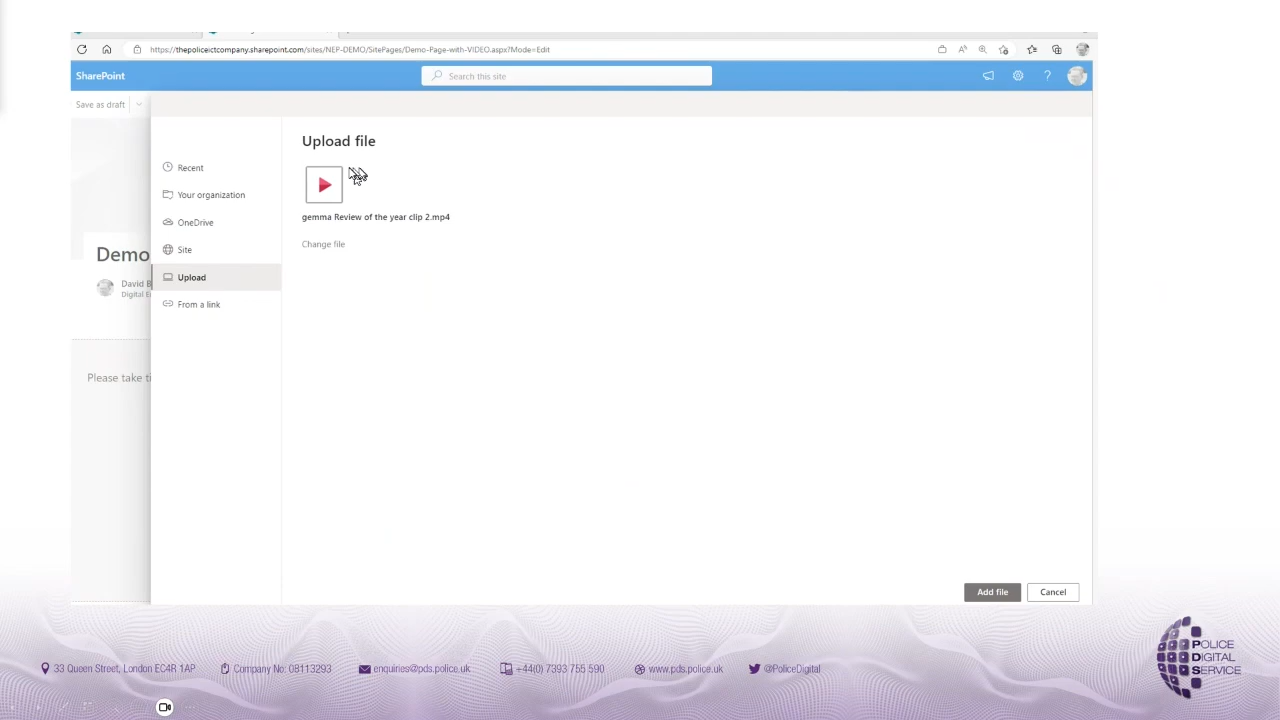 https://thepoliceictcompany.sharepoint.com/sites/NEP-DEMO/SitePages/Demo-Page-with-VIDEO.aspx?Mode=Edit
SharePoint
Search this site
?
Save as draft
Upload file
Recent
Your organization
OneDrive
Site
Upload
From a link
gemma Review of the year clip 2.mp4
Change file
Demo
David B
Digital E
Please take ti
Add file
Cancel
33 Queen Street, London EC4R 1AP
Company No: 08113293
enquiries@pds.police.uk
+44(0) 7393 755 590
www.pds.police.uk
@PoliceDigital
POLICE
DIGITAL
SERVICE